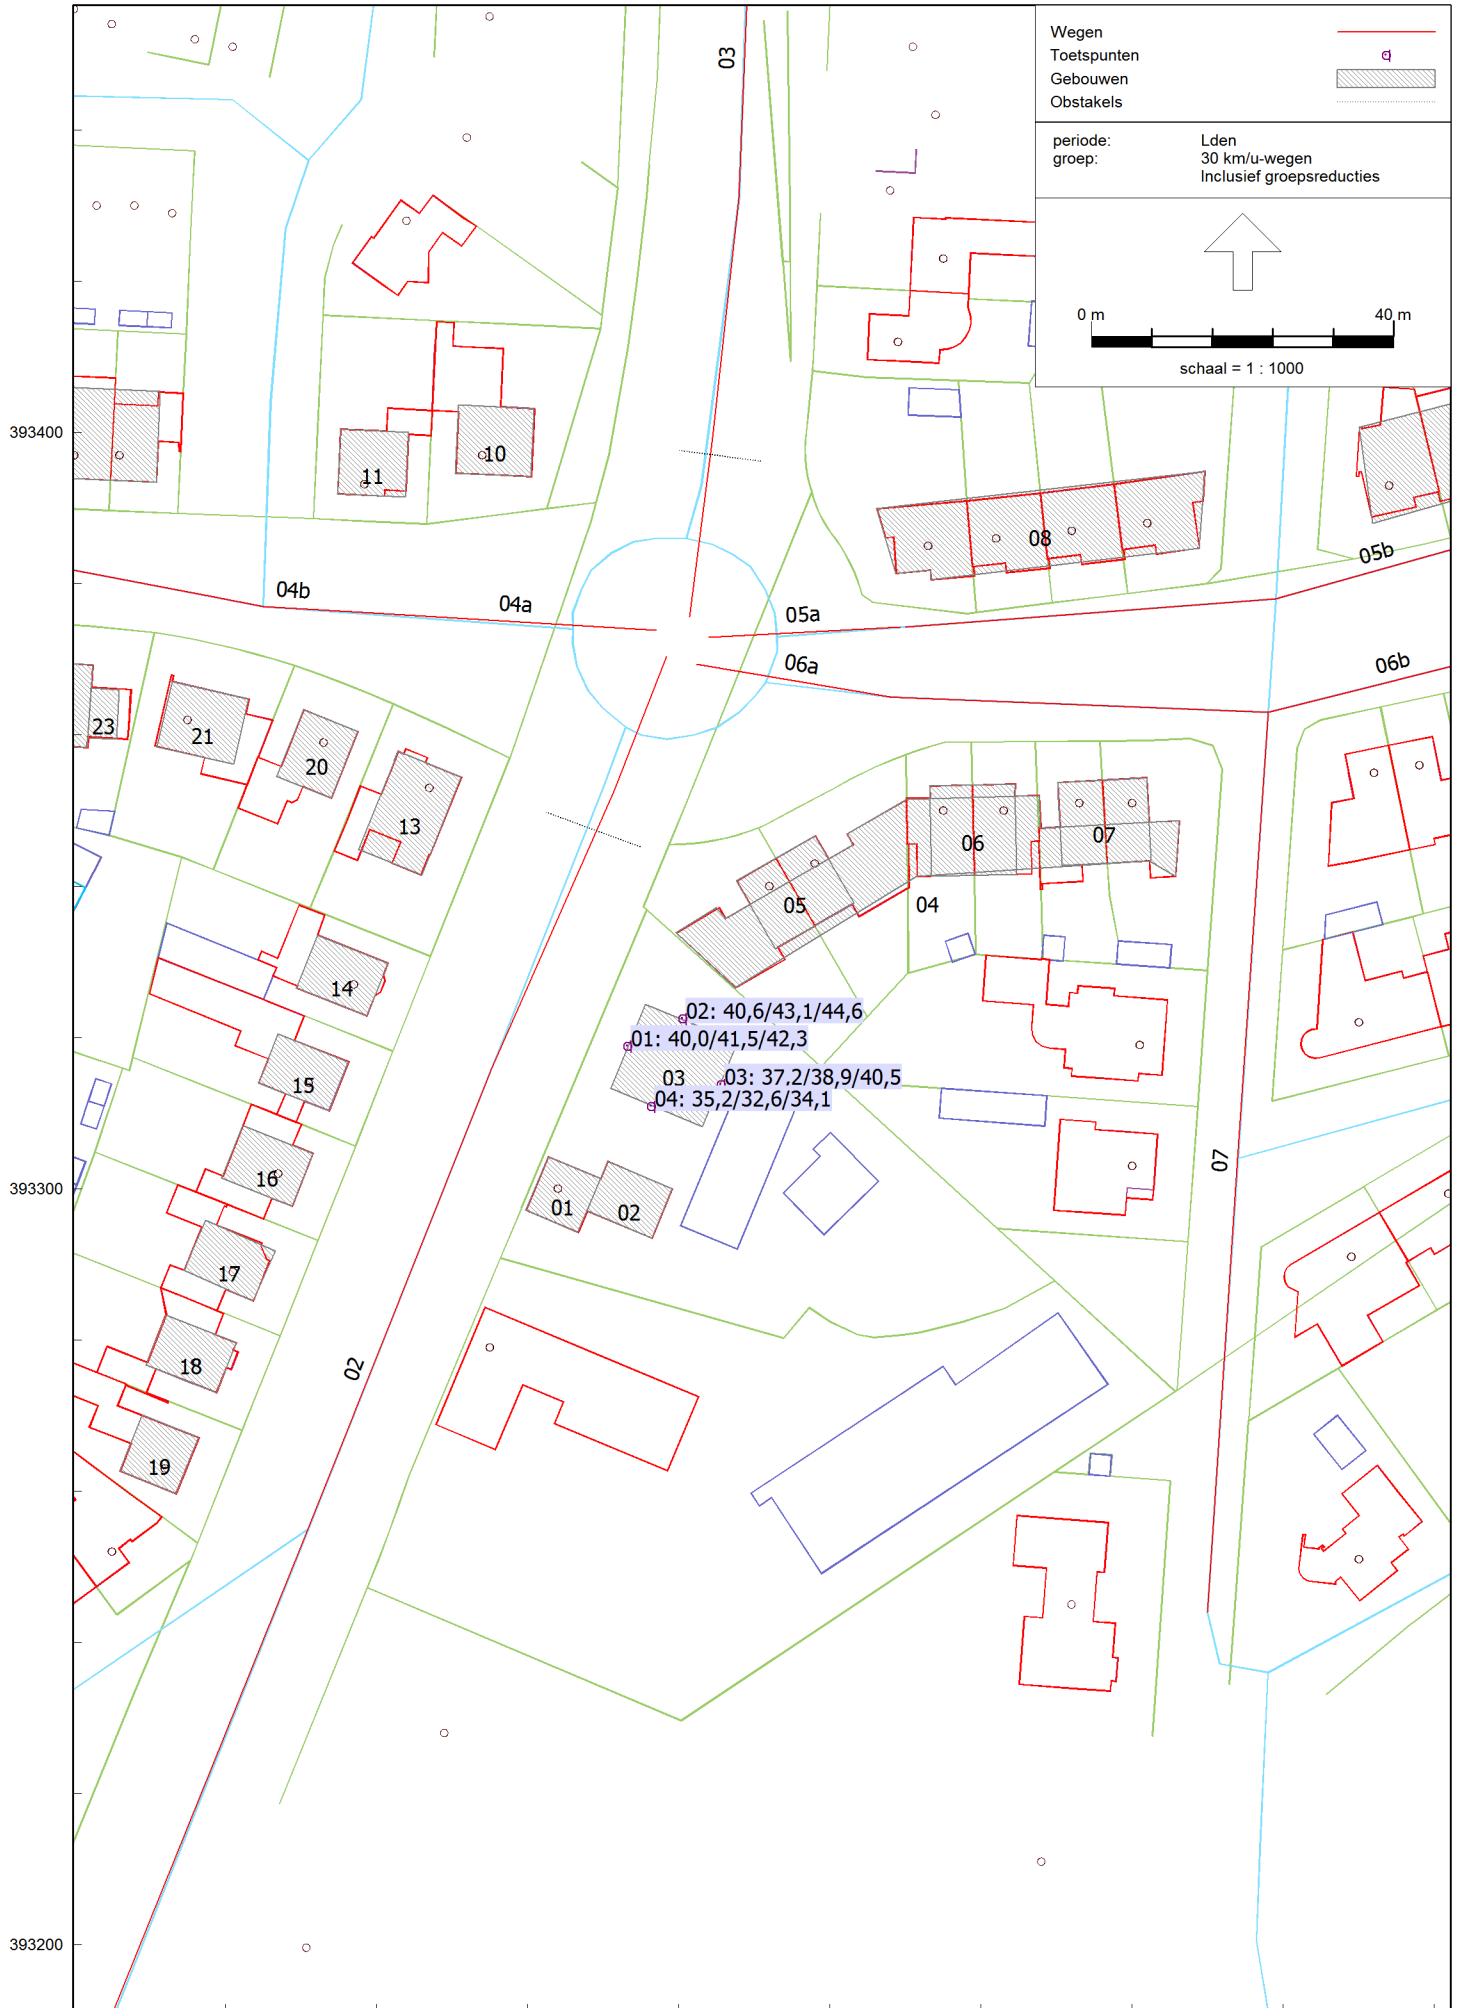 03
Wegen
Toetspunten
Gebouwen
Obstakels
periode: Lden
groep: 30 km/u-wegen
Inclusief groepsreducties
0 m 40 m
schaal = 1 : 1000
393400
10
11
08
05b
04b
04a
05a
06a
06b
23
21
20
13
06
07
05
04
14
02: 40,6/43,1/44,6
01: 40,0/41,5/42,3
03
03: 37,2/38,9/40,5
04: 35,2/32,6/34,1
15
16
07
393300
01
02
17
18
02
19
393200